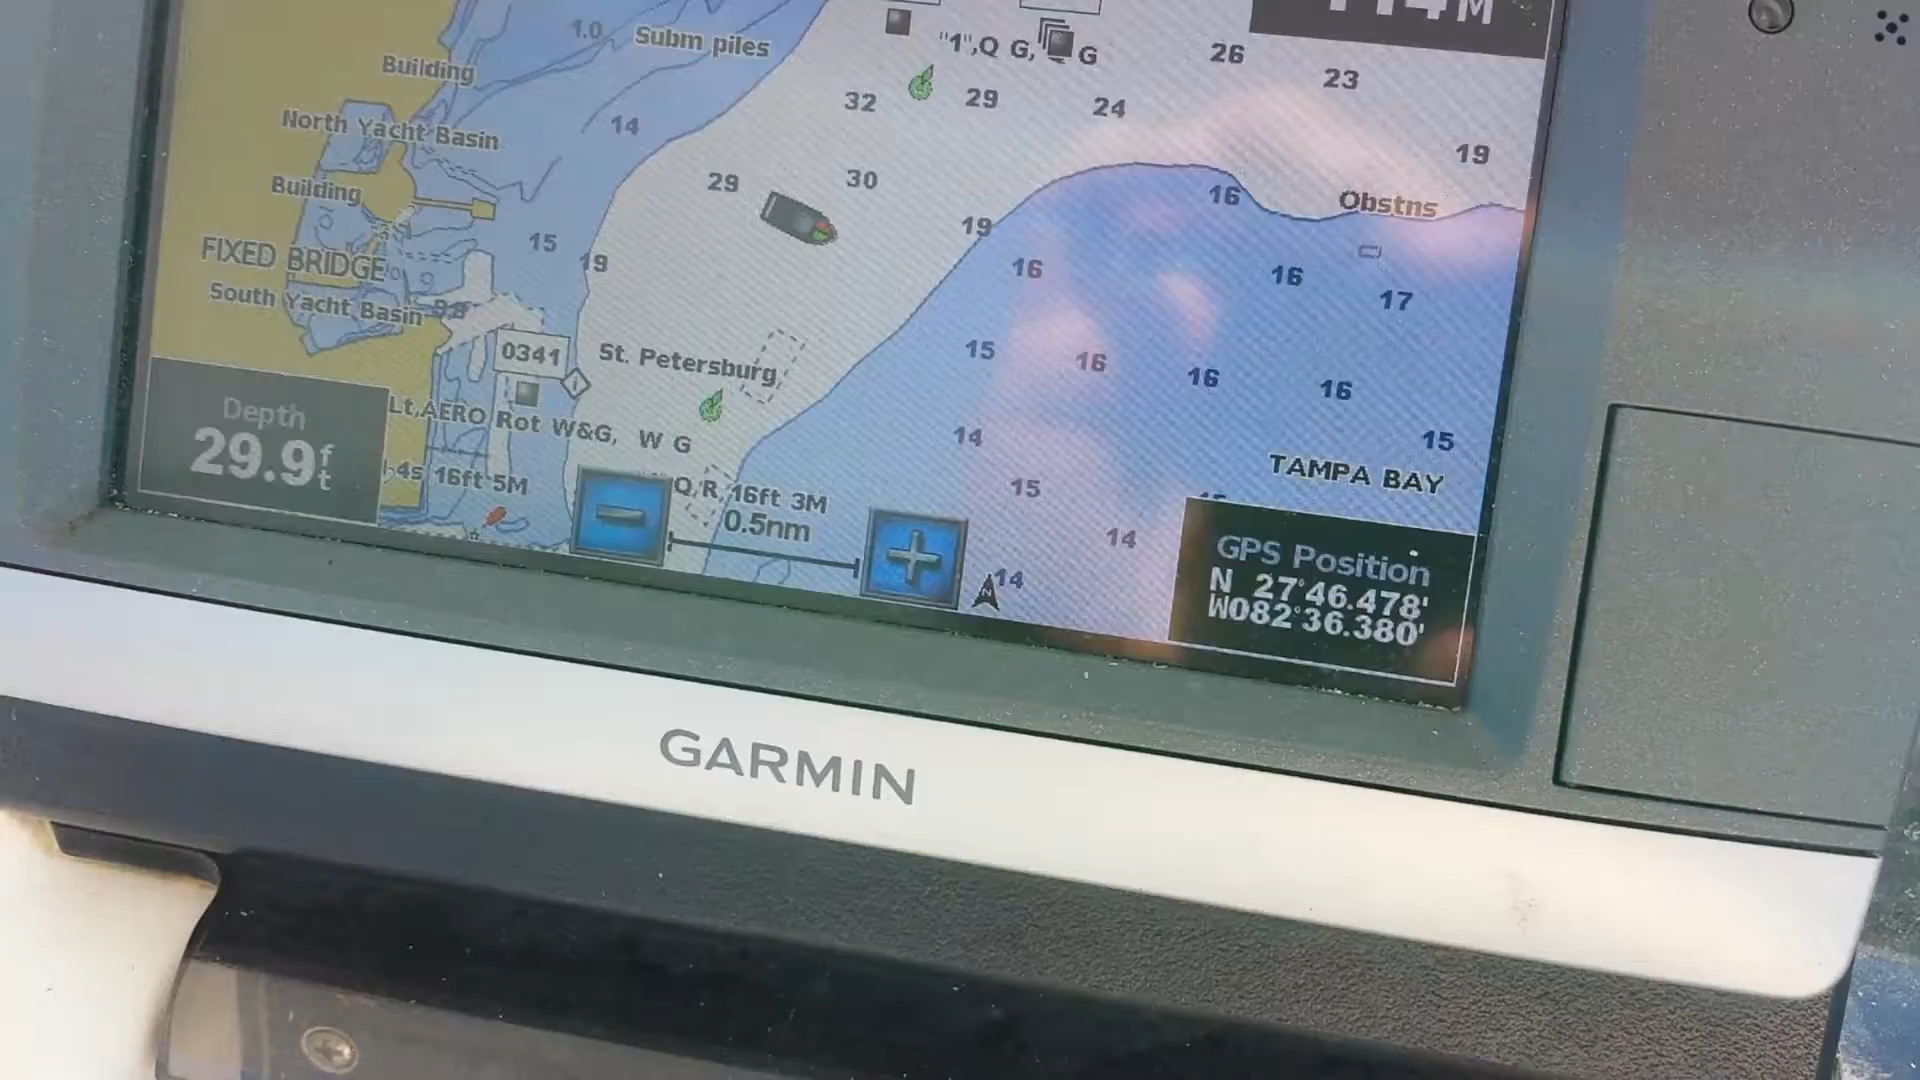 1.0
Subm piles
"1",Q G,
G
26
Building
23
32
29
24
North Yacht Basin
14
19
29
30
Building
16
Obstns
19
15
FIXED BRIDGE
19
16
16
17
South Yacht Basin
0341
St. Petersburg
15
16
16
16
Depth
29.9ft
Lt,AERO Rot W&G, W G
14
15
TAMPA BAY
4s 16ft 5M
Q R 16ft 3M
15
0.5nm
14
GPS Position
N 27°46.478'
W082°36.380'
N
14
GARMIN